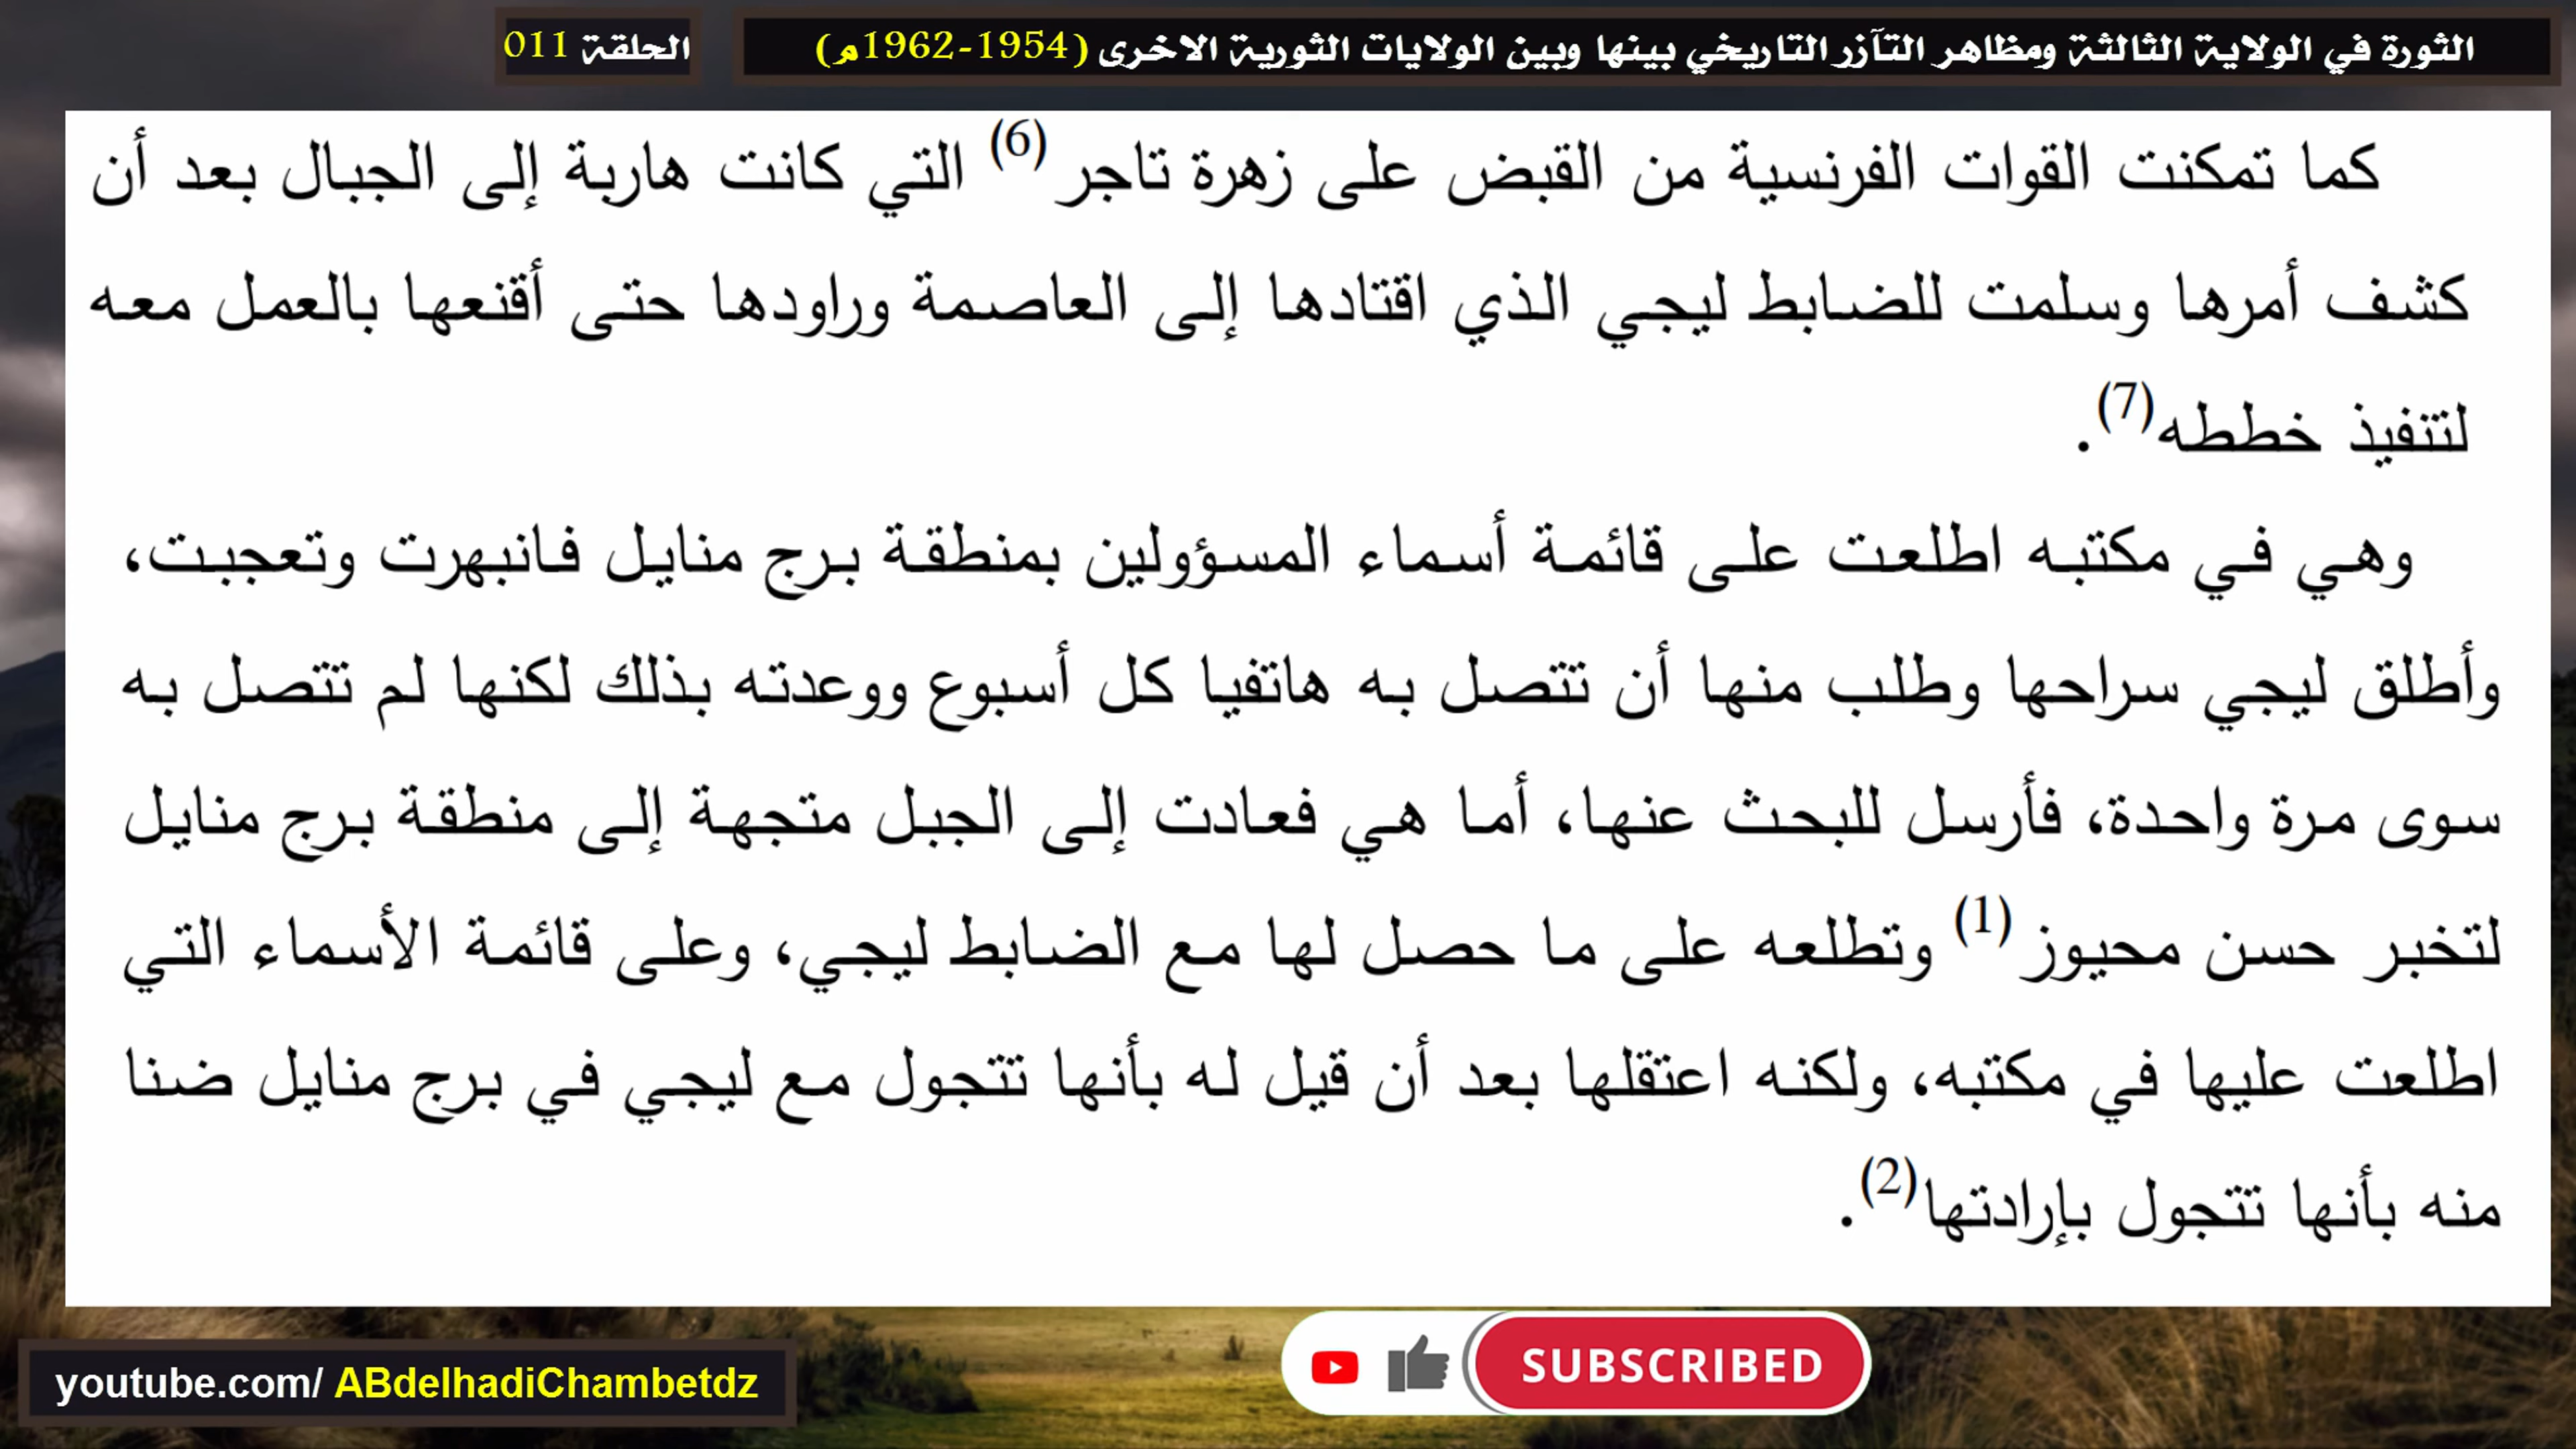 الثورة في الولاية الثالثة ومظاهر التآزر التاريخي بينها وبين الولايات الثورية الاخرى (1954-1962م)
الحلقة 011
كما تمكنت القوات الفرنسية من القبض على زهرة تاجر (6) التي كانت هاربة إلى الجبال بعد أن
كشف أمرها وسلمت للضابط ليجي الذي اقتادها إلى العاصمة وراودها حتى أقنعها بالعمل معه
لتنفيذ خططه(7).
وهي في مكتبه اطلعت على قائمة أسماء المسؤولين بمنطقة برج منايل فانبهرت وتعجبت،
وأطلق ليجي سراحها وطلب منها أن تتصل به هاتفيا كل أسبوع ووعدته بذلك لكنها لم تتصل به
سوى مرة واحدة، فأرسل للبحث عنها، أما هي فعادت إلى الجبل متجهة إلى منطقة برج منايل
لتخبر حسن محيوز (1) وتطلعه على ما حصل لها مع الضابط ليجي، وعلى قائمة الأسماء التي
اطلعت عليها في مكتبه، ولكنه اعتقلها بعد أن قيل له بأنها تتجول مع ليجي في برج منايل ضنا
منه بأنها تتجول بإرادتها(2).
youtube.com/ ABdelhadiChambetdz
SUBSCRIBED